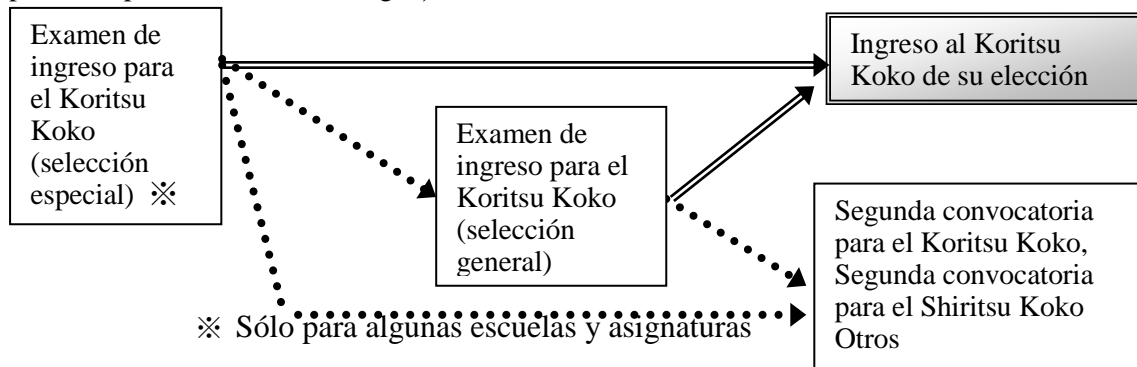 Examen de
ingreso para
el Koritsu
Koko
(selección
especial) ※
Ingreso al Koritsu
Koko de su elección
Examen de
ingreso para el
Koritsu Koko
(selección
general)
Segunda convocatoria
para el Koritsu Koko,
Segunda convocatoria
para el Shiritsu Koko
Otros
※ Sólo para algunas escuelas y asignaturas